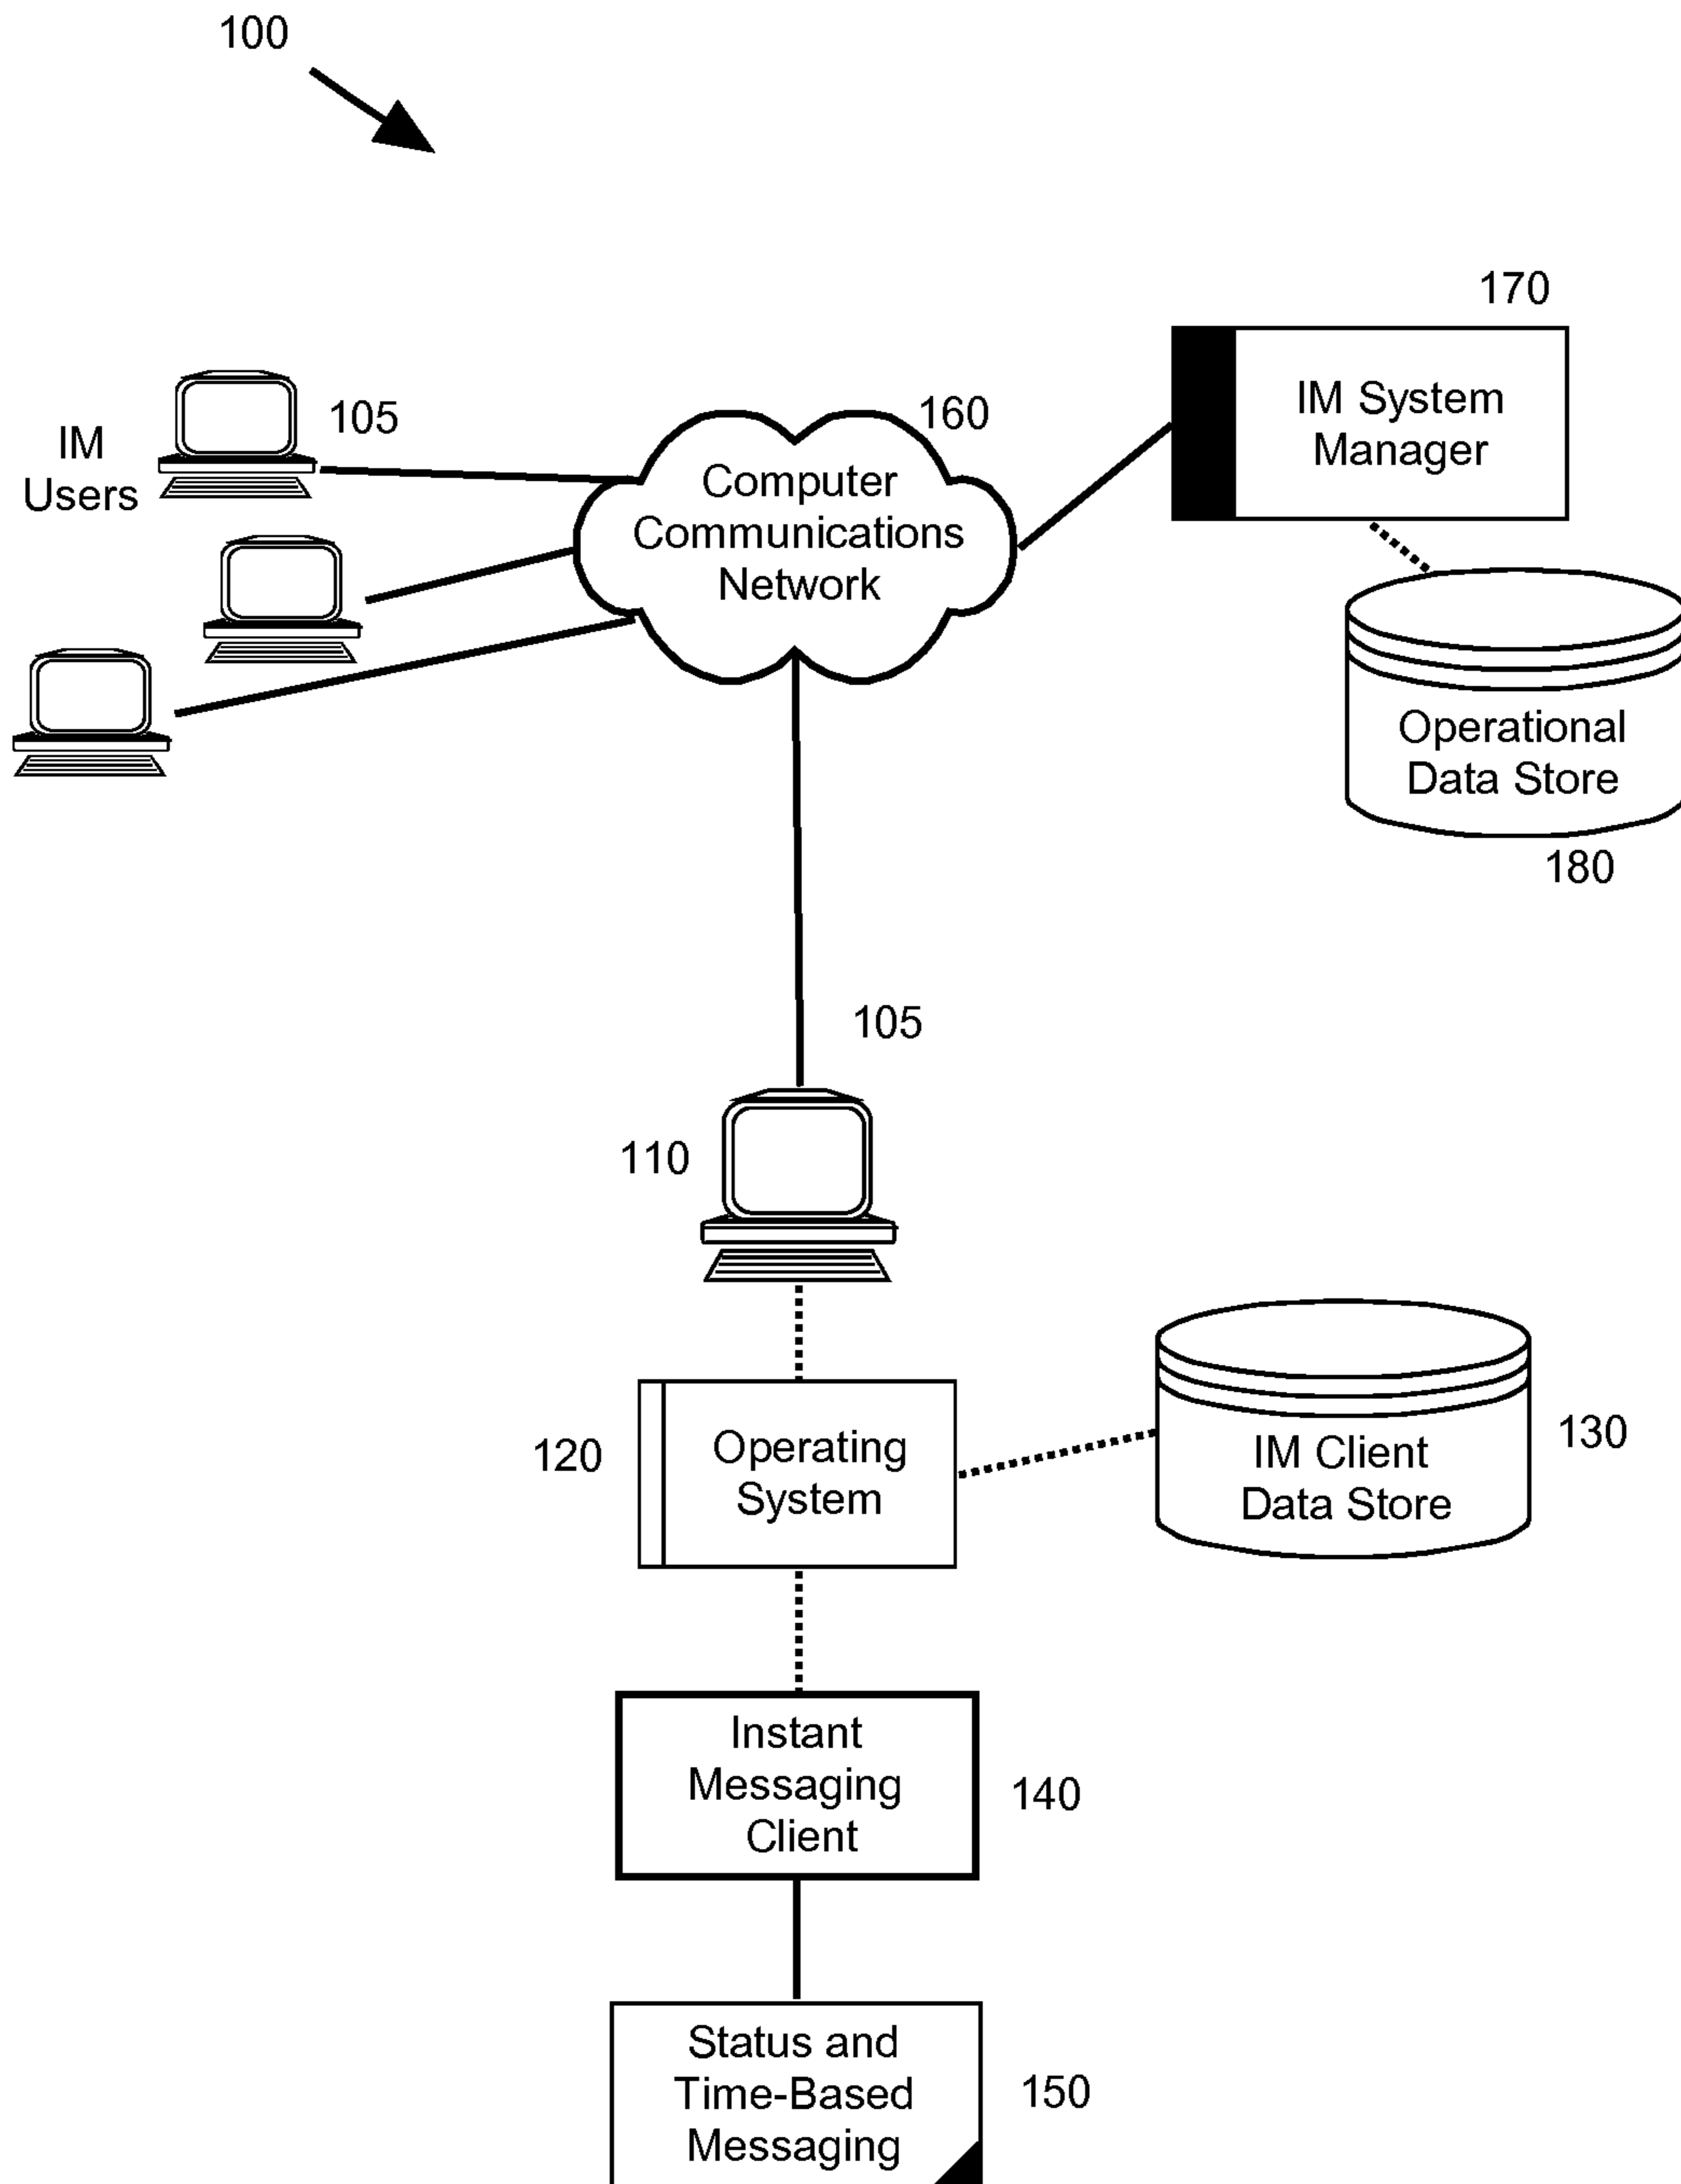 100
170
IM System
Manager
105
IM
Users
160
Computer
Communications
Network
Operational
Data Store
180
105
110
120
Operating
System
130
IM Client
Data Store
Instant
Messaging
Client
140
Status and
Time-Based
Messaging
150